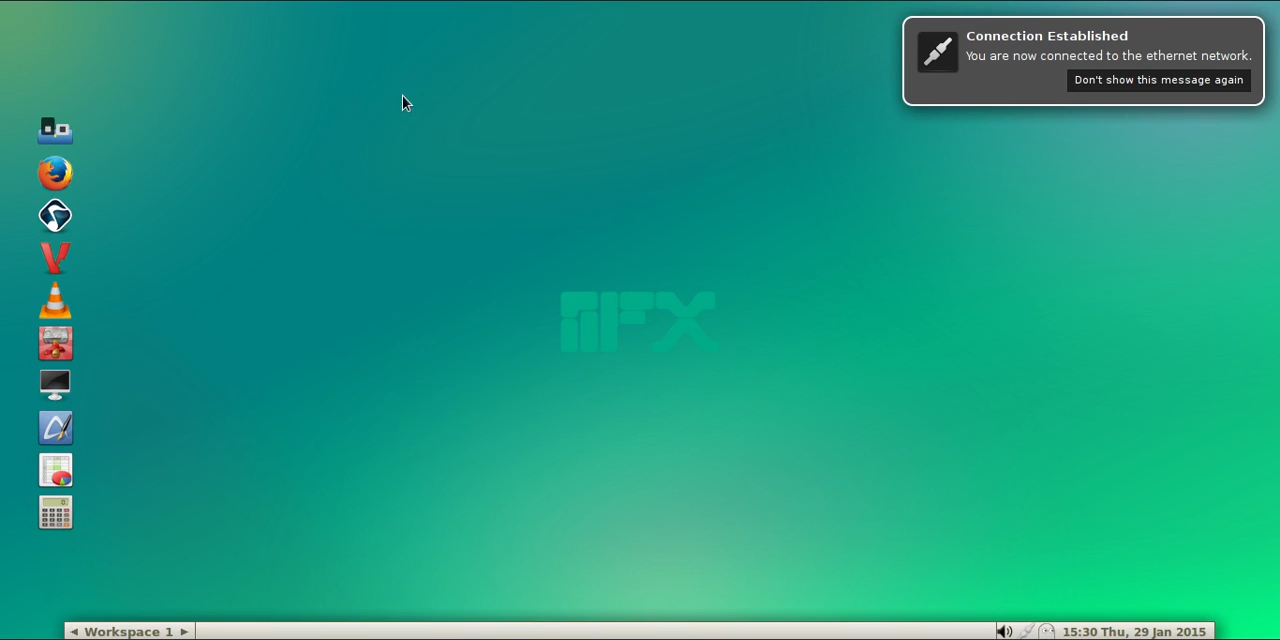 Connection Established
You are now connected to the ethernet network.
Don't show this message again
FX
◄ Workspace 1 ►
15:30 Thu, 29 Jan 2015